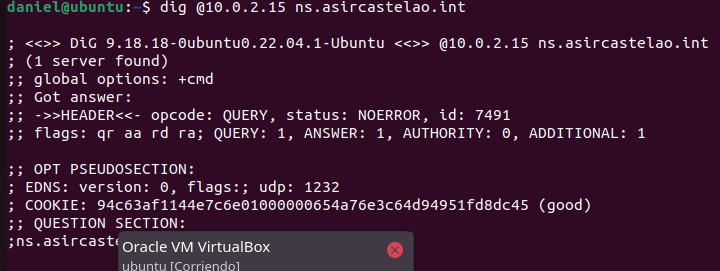 daniel@ubuntu:~$ dig @10.0.2.15 ns.asircastelao.int
; <<>> DiG 9.18.18-0ubuntu0.22.04.1-Ubuntu <<>> @10.0.2.15 ns.asircastelao.int
; (1 server found)
;; global options: +cmd
;; Got answer:
;; ->>HEADER<<- opcode: QUERY, status: NOERROR, id: 7491
;; flags: qr aa rd ra; QUERY: 1, ANSWER: 1, AUTHORITY: 0, ADDITIONAL: 1
;; OPT PSEUDOSECTION:
; EDNS: version: 0, flags:; udp: 1232
; COOKIE: 94c63af1144e7c6e01000000654a76e3c64d94951fd8dc45 (good)
;; QUESTION SECTION:
;ns.asircaste
Oracle VM VirtualBox
ubuntu [Corriendo]